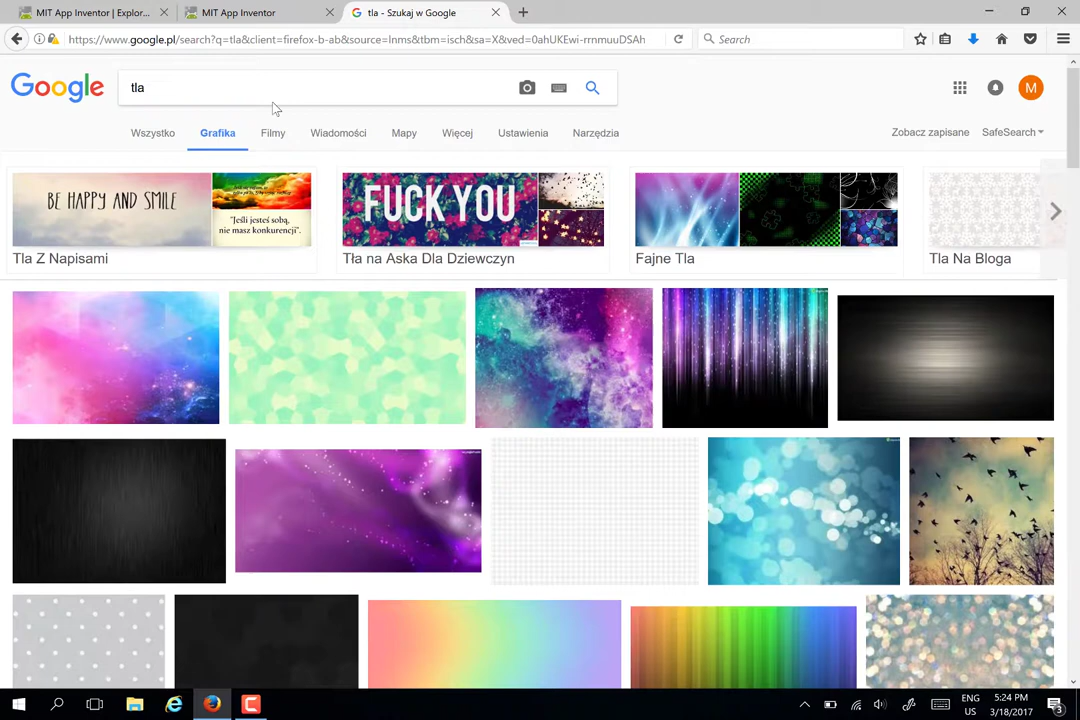 MIT App Inventor | Explor...
MIT App Inventor
tla - Szukaj w Google
https://www.google.pl/search?q=tla&client=firefox-b-ab&source=lnms&tbm=isch&sa=X&ved=0ahUKEwi-rrnmuuDSAh
Search
Google
tla
M
Wszystko
Grafika
Filmy
Wiadomości
Mapy
Więcej
Ustawienia
Narzędzia
Zobacz zapisane
SafeSearch
BE HAPPY AND SMILE
"Jeśli jesteś sobą,
nie masz konkurencji".
FUCK YOU
Tla Z Napisami
Tła na Aska Dla Dziewczyn
Fajne Tla
Tla Na Bloga
ENG
US
5:24 PM
3/18/2017
3